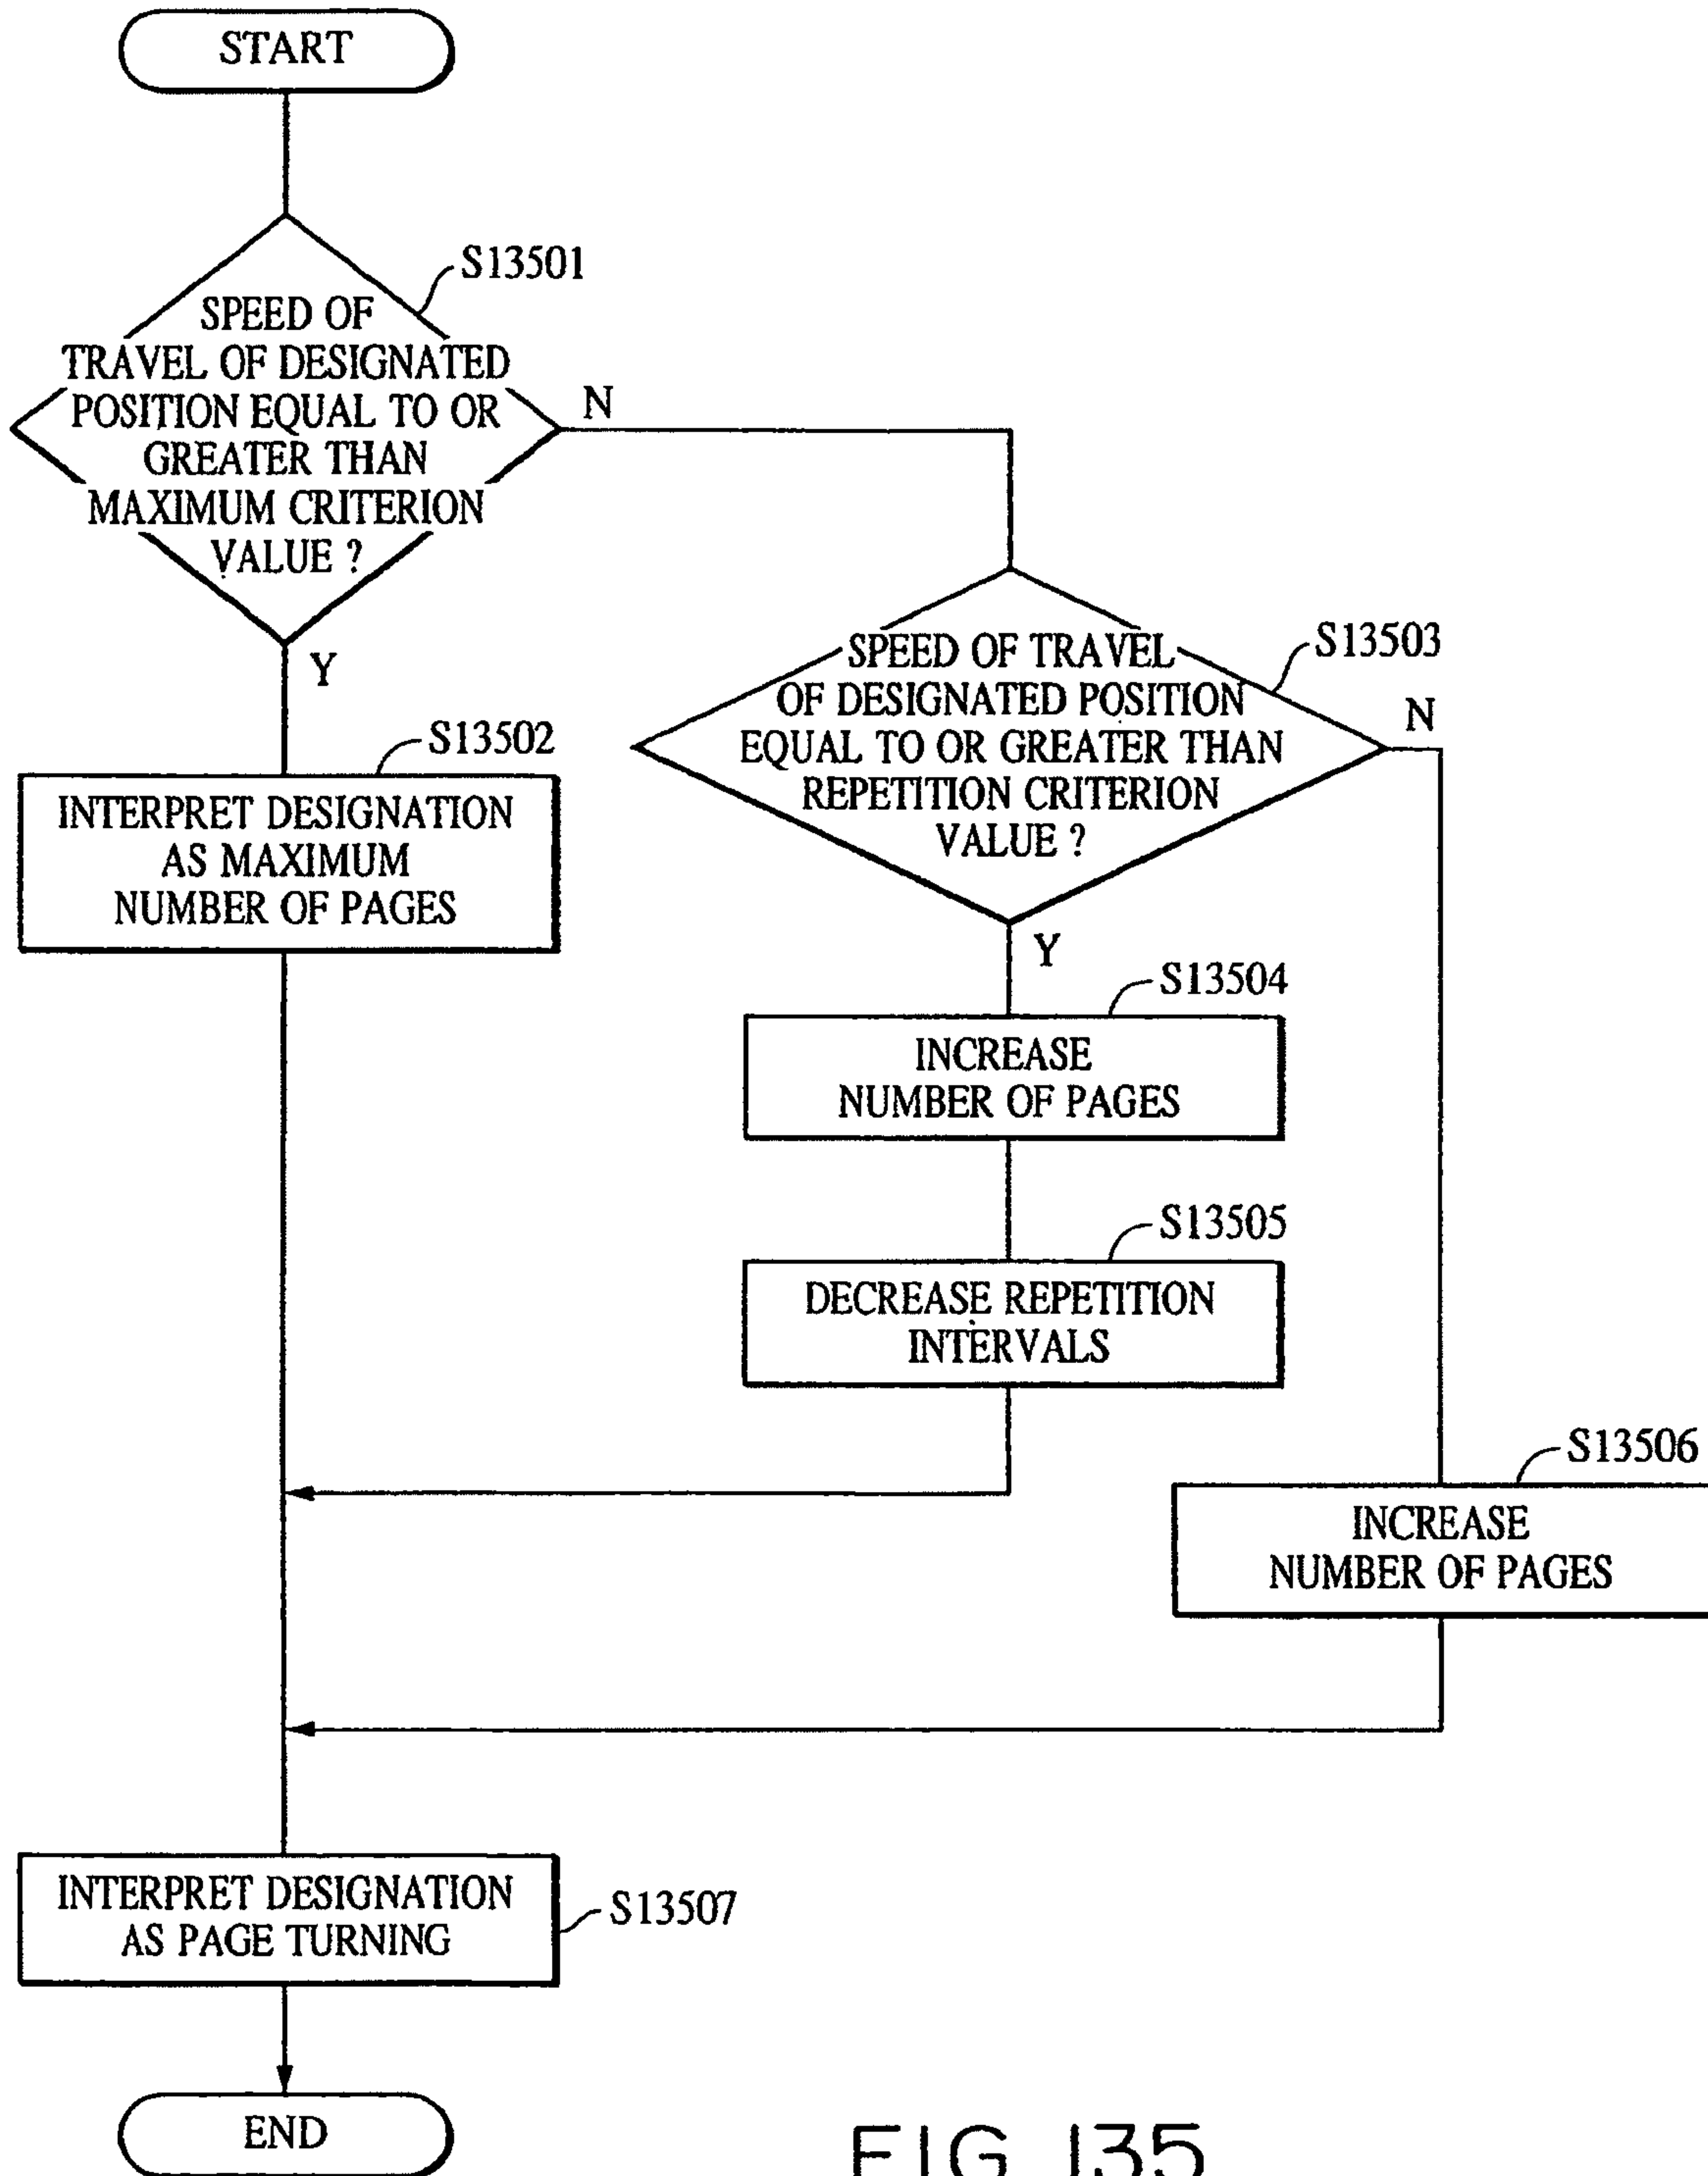 START
S13501
SPEED OF
TRAVEL OF DESIGNATED
POSITION EQUAL TO OR
GREATER THAN
MAXIMUM CRITERION
VALUE ?
N
Y
S13502
INTERPRET DESIGNATION
AS MAXIMUM
NUMBER OF PAGES
S13503
SPEED OF TRAVEL
OF DESIGNATED POSITION
EQUAL TO OR GREATER THAN
REPETITION CRITERION
VALUE ?
N
Y
S13504
INCREASE
NUMBER OF PAGES
S13505
DECREASE REPETITION
INTERVALS
S13506
INCREASE
NUMBER OF PAGES
INTERPRET DESIGNATION
AS PAGE TURNING
S13507
END
FIG 135